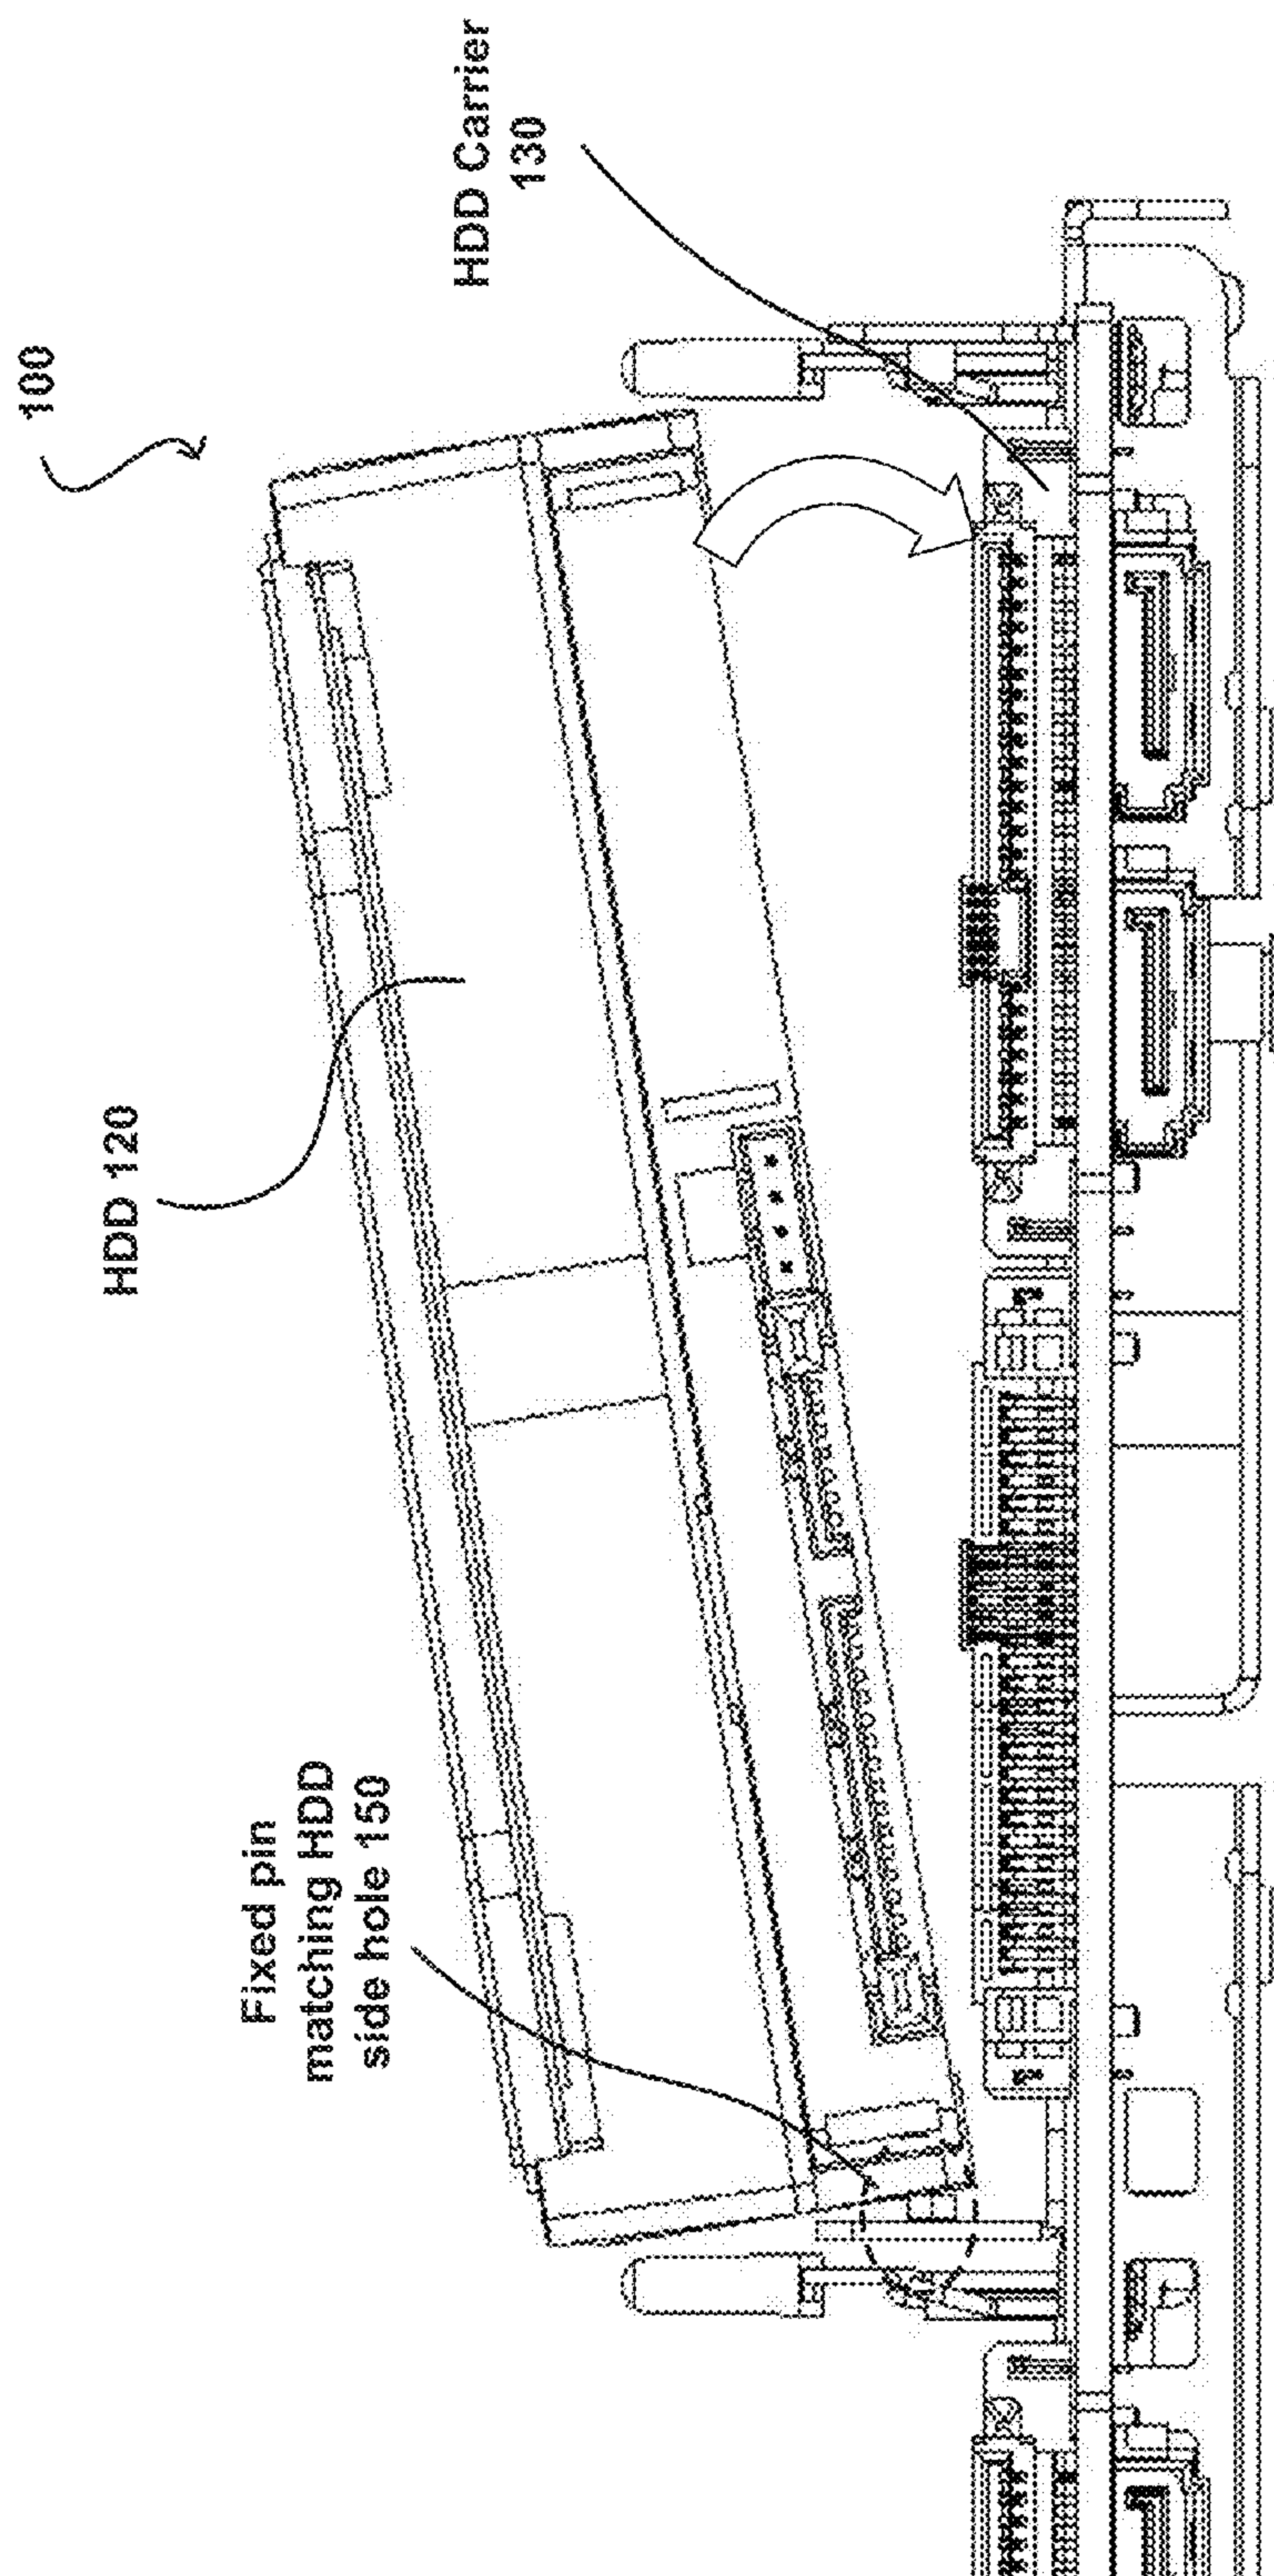 100
HDD Carrier
130
HDD 120
Fixed pin
matching HDD
side hole 150